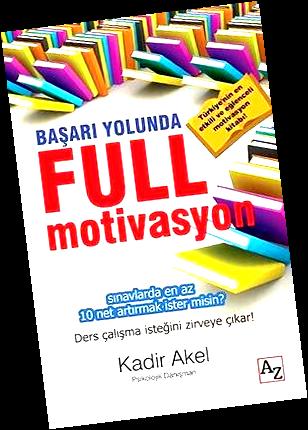 Türkiye'nin en
etkili ve eğlenceli
motivasyon
kitabı!
BAŞARI YOLUNDA
FULL
motivasyon
sınavlarda en az
10 net artırmak ister misin?
Ders çalışma isteğini zirveye çıkar!
Kadir Akel
Psikolojik Danışman
AZ